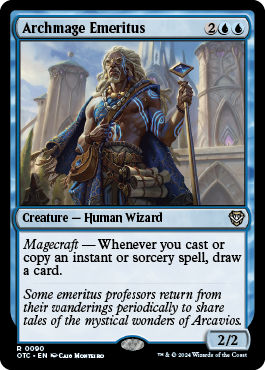 Archmage Emeritus 2
Creature — Human Wizard
Magecraft — Whenever you cast or
copy an instant or sorcery spell, draw
a card.
Some emeritus professors return from
their wanderings periodically to share
tales of the mystical wonders of Arcavios.
2/2
R 0090
OTC • EN Caio Monteiro
™ & © 2024 Wizards of the Coast